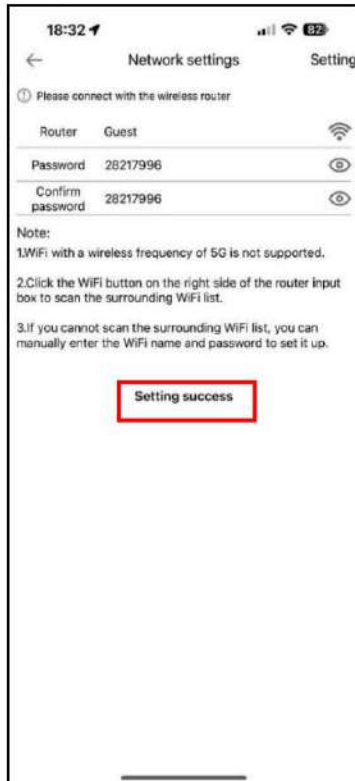 18:32 82
Network settings Setting
Please connect with the wireless router
Router Guest
Password 28217996
Confirm
password 28217996
Note:
1.WiFi with a wireless frequency of 5G is not supported.
2.Click the WiFi button on the right side of the router input
box to scan the surrounding WiFi list.
3.If you cannot scan the surrounding WiFi list, you can
manually enter the WiFi name and password to set it up.
Setting success